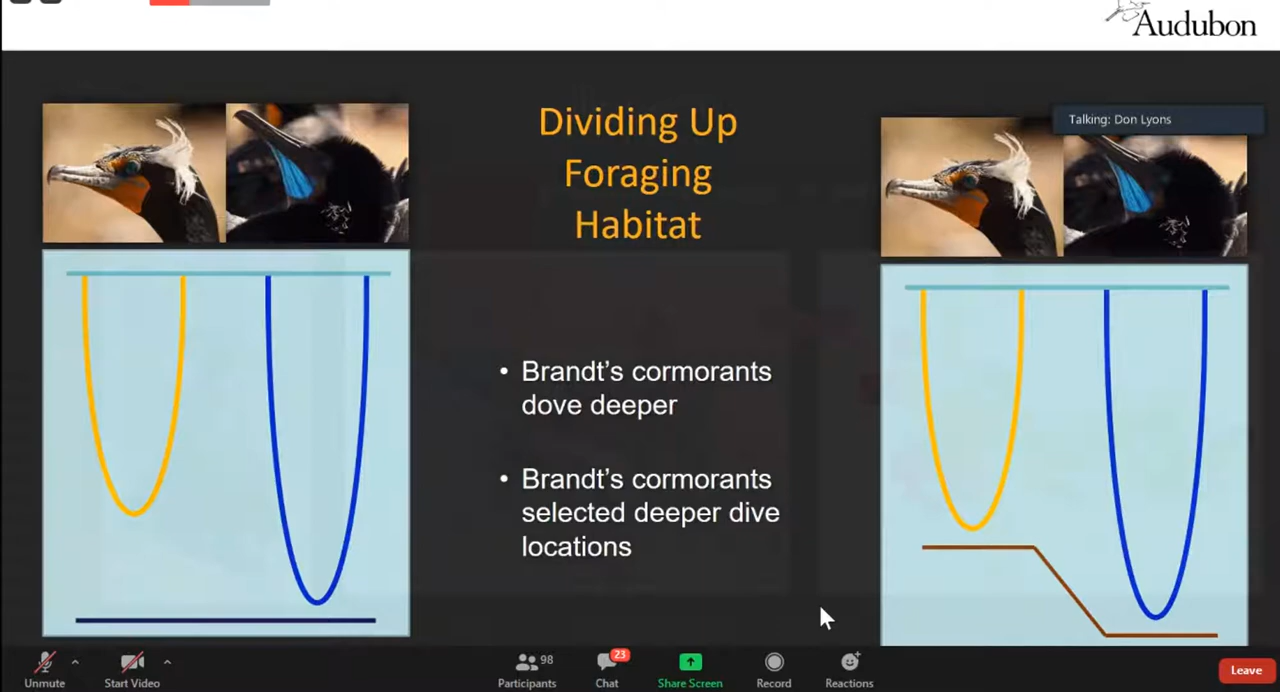 Audubon
Talking: Don Lyons
Dividing Up
Foraging
Habitat
• Brandt’s cormorants
dove deeper
• Brandt’s cormorants
selected deeper dive
locations
Unmute
Start Video
98
Participants
23
Chat
Share Screen
Record
Reactions
Leave